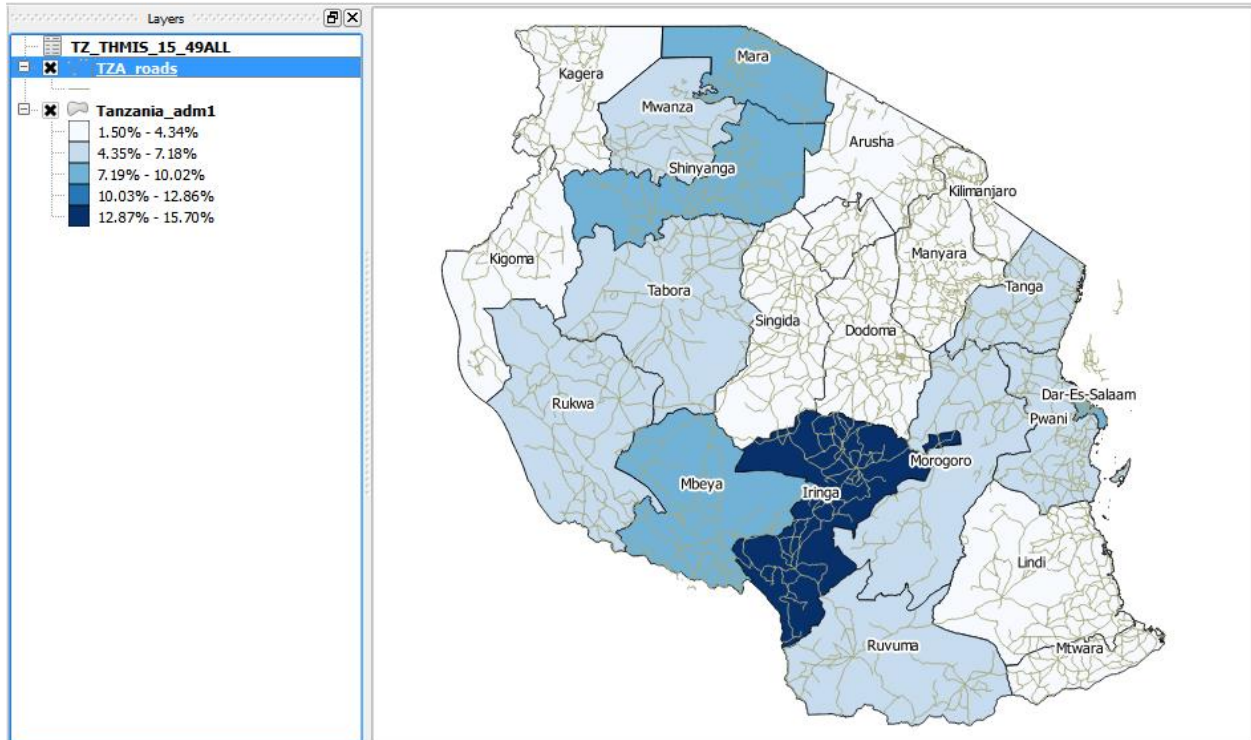 Layers
TZ_THMIS_15_49ALL
TZA_roads
Tanzania_adm1
1.50% - 4.34%
4.35% - 7.18%
7.19% - 10.02%
10.03% - 12.86%
12.87% - 15.70%
Mara
Kagera
Mwanza
Arusha
Shinyanga
Kilimanjaro
Manyara
Kigoma
Tanga
Tabora
Singida
Dodoma
Dar-Es-Salaam
Rukwa
Pwani
Morogoro
Mbeya
Iringa
Lindi
Ruvuma
Mtwara